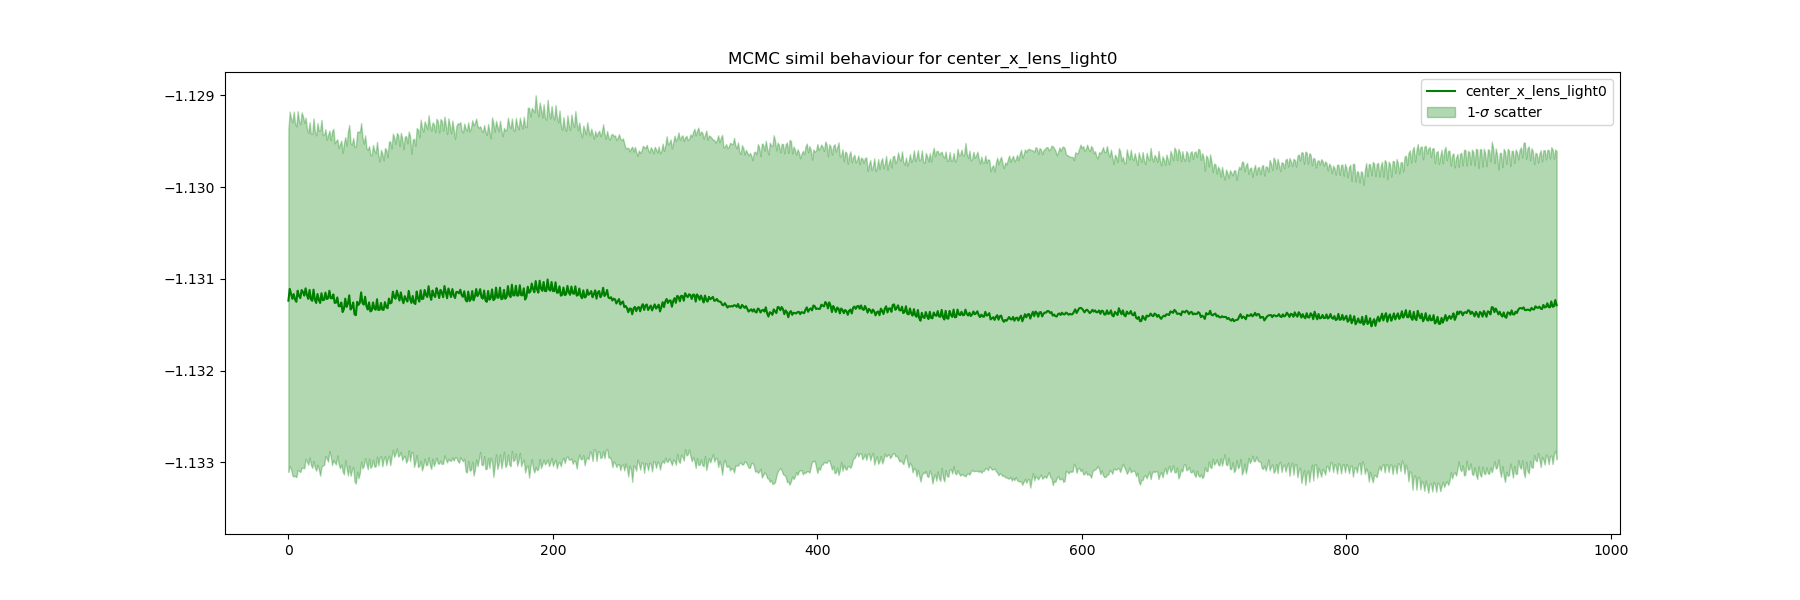 MCMC simil behaviour for center_x_lens_light0
center_x_lens_light0
1-σ scatter
−1.129
−1.130
−1.131
−1.132
−1.133
0 200 400 600 800 1000